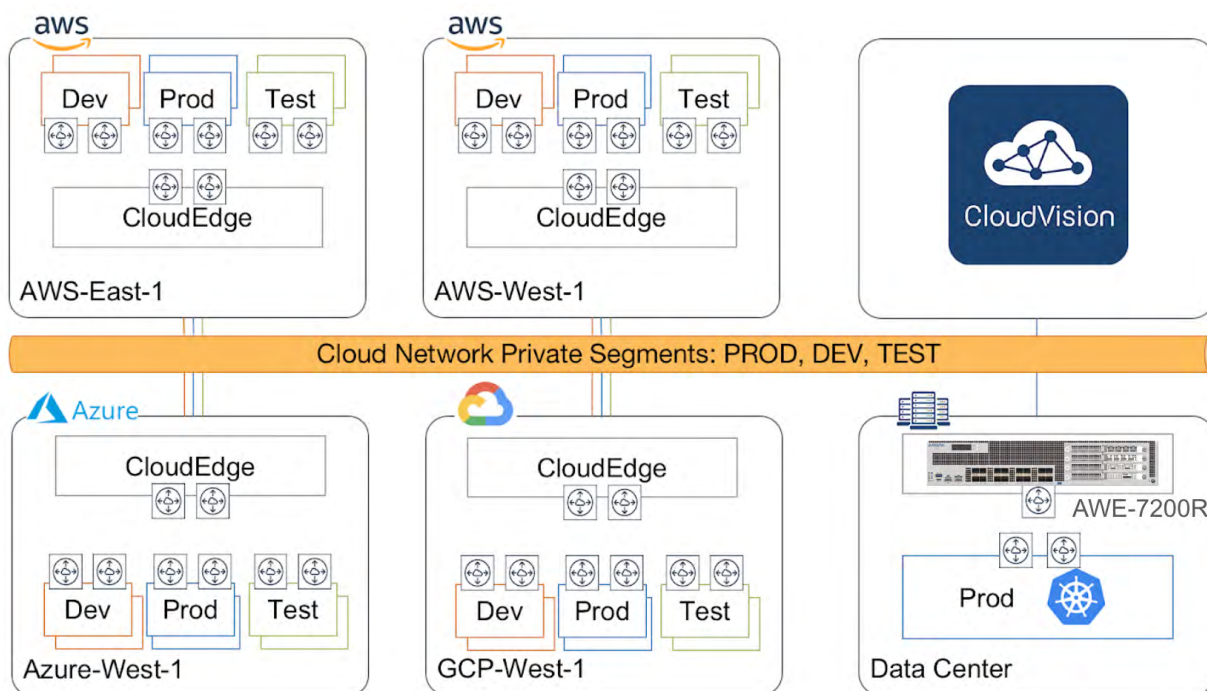 aws
Dev
Prod
Test
CloudEdge
AWS-East-1
aws
Dev
Prod
Test
CloudEdge
AWS-West-1
CloudVision
Cloud Network Private Segments: PROD, DEV, TEST
Azure
CloudEdge
Dev
Prod
Test
Azure-West-1
CloudEdge
Dev
Prod
Test
GCP-West-1
AWE-7200R
Prod
Data Center